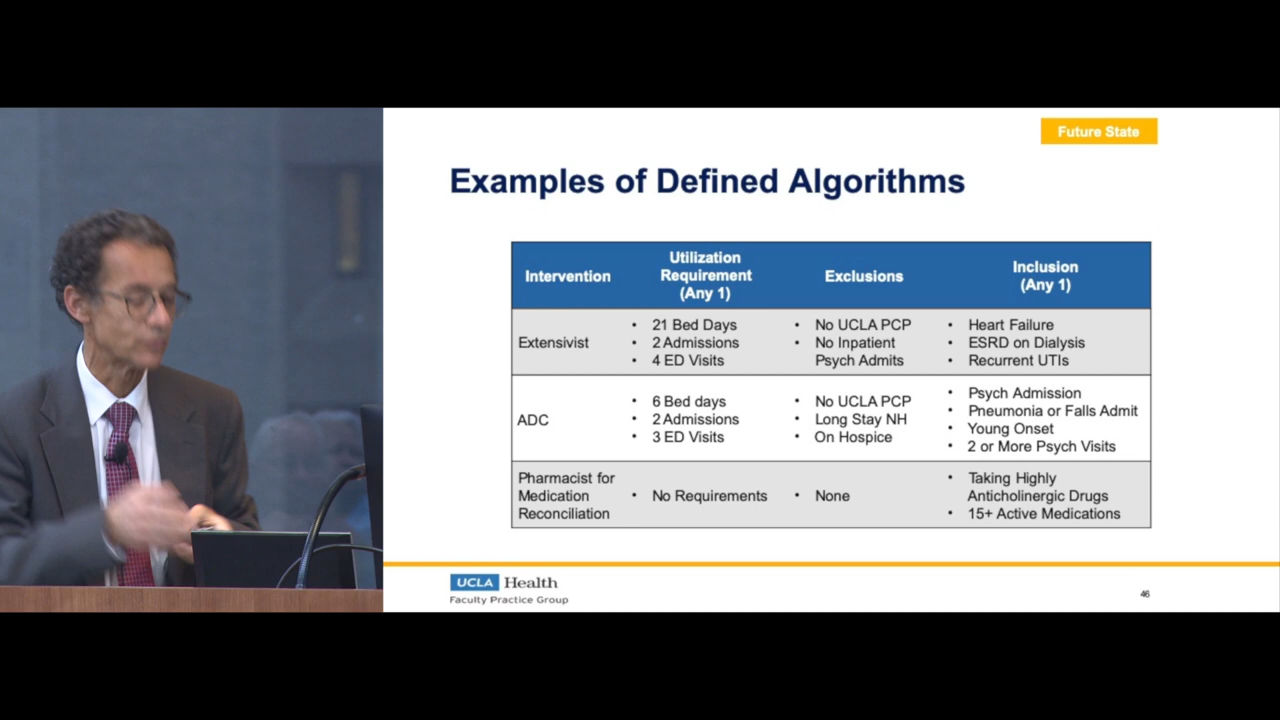 Future State
Examples of Defined Algorithms
Intervention
Utilization
Requirement
(Any 1)
Exclusions
Inclusion
(Any 1)
Extensivist
• 21 Bed Days
• 2 Admissions
• 4 ED Visits
• No UCLA PCP
• No Inpatient
Psych Admits
• Heart Failure
• ESRD on Dialysis
• Recurrent UTIs
ADC
• 6 Bed days
• 2 Admissions
• 3 ED Visits
• No UCLA PCP
• Long Stay NH
• On Hospice
• Psych Admission
• Pneumonia or Falls Admit
• Young Onset
• 2 or More Psych Visits
Pharmacist for
Medication
Reconciliation
• No Requirements
• None
• Taking Highly
Anticholinergic Drugs
• 15+ Active Medications
UCLA Health
Faculty Practice Group
46